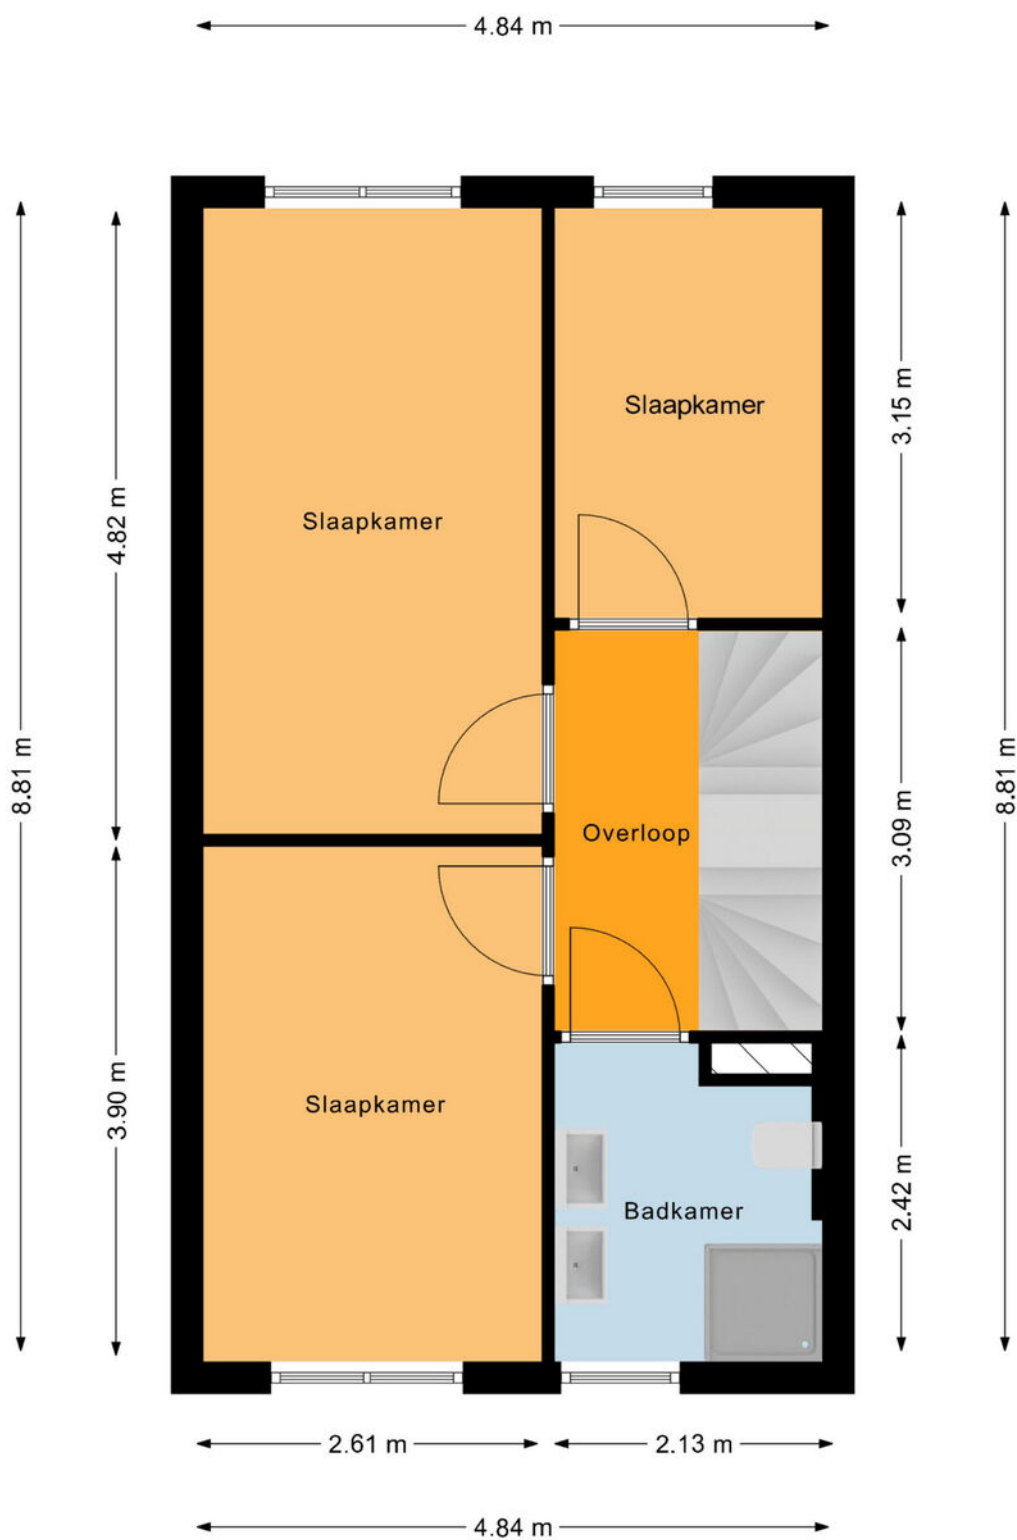 4.84 m
Slaapkamer
3.15 m
Slaapkamer
4.82 m
8.81 m
8.81 m
Overloop
3.09 m
Slaapkamer
3.90 m
Badkamer
2.42 m
2.61 m
2.13 m
4.84 m